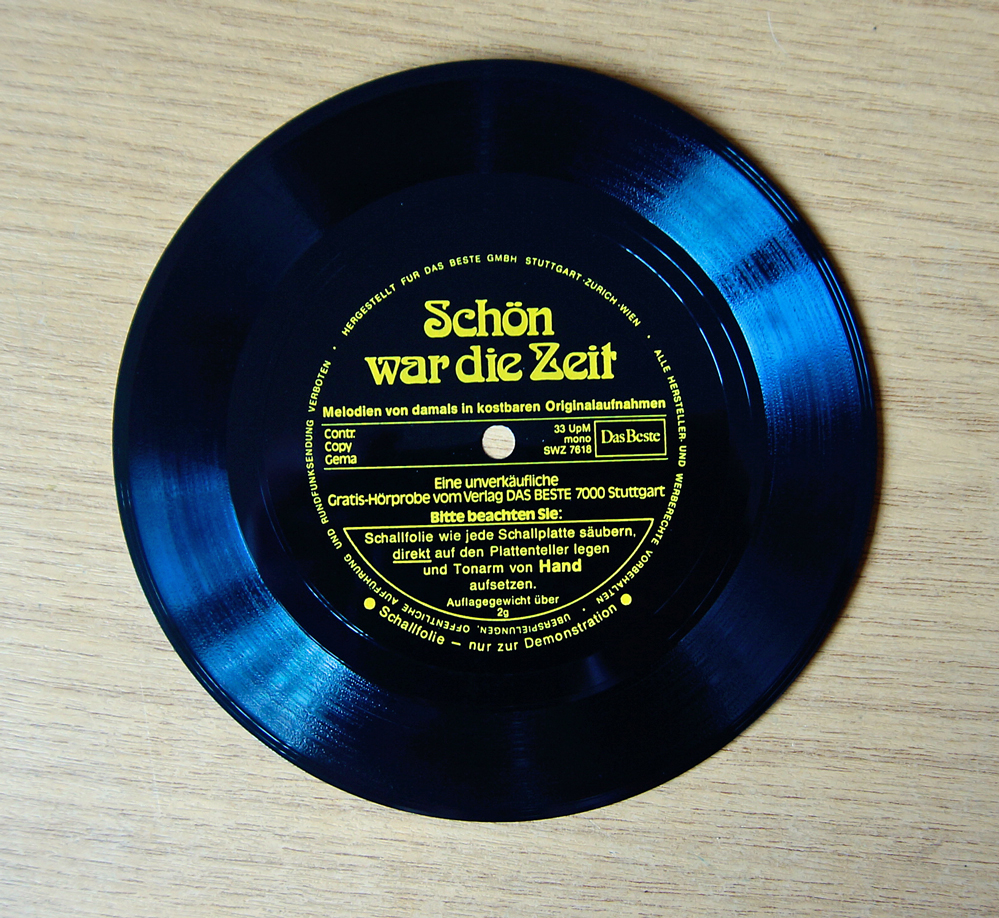 HERGESTELLT FÜR DAS BESTE GMBH STUTTGART·ZÜRICH·WIEN · ALLE HERSTELLER- UND WERBERECHTE VORBEHALTEN · ÜBERSPIELUNGEN, ÖFFENTLICHE AUFFÜHRUNG UND RUNDFUNKSENDUNG VERBOTEN ·
Schön
war die Zeit
Melodien von damals in kostbaren Originalaufnahmen
Contr.
Copy
Gema
33 UpM
mono
SWZ 7618
Das Beste
Eine unverkäufliche
Gratis-Hörprobe vom Verlag DAS BESTE 7000 Stuttgart
Bitte beachten Sie:
Schallfolie wie jede Schallplatte säubern,
direkt auf den Plattenteller legen
und Tonarm von Hand
aufsetzen.
Auflagegewicht über
2g
● Schallfolie – nur zur Demonstration ●